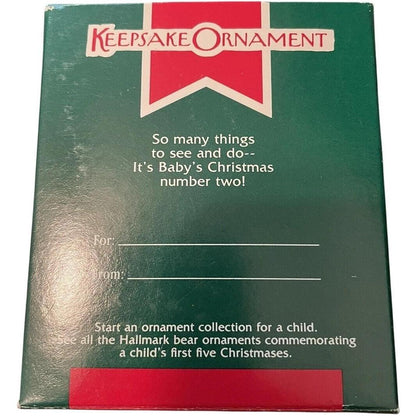 KEEPSAKE ORNAMENT
So many things
to see and do--
It's Baby's Christmas
number two!
For:
From:
Start an ornament collection for a child.
See all the Hallmark bear ornaments commemorating
a child's first five Christmases.